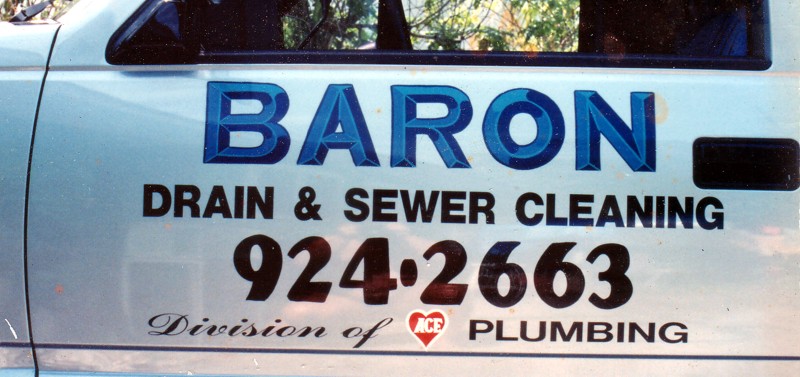 BARON
DRAIN & SEWER CLEANING
924·2663
Division of ACE PLUMBING